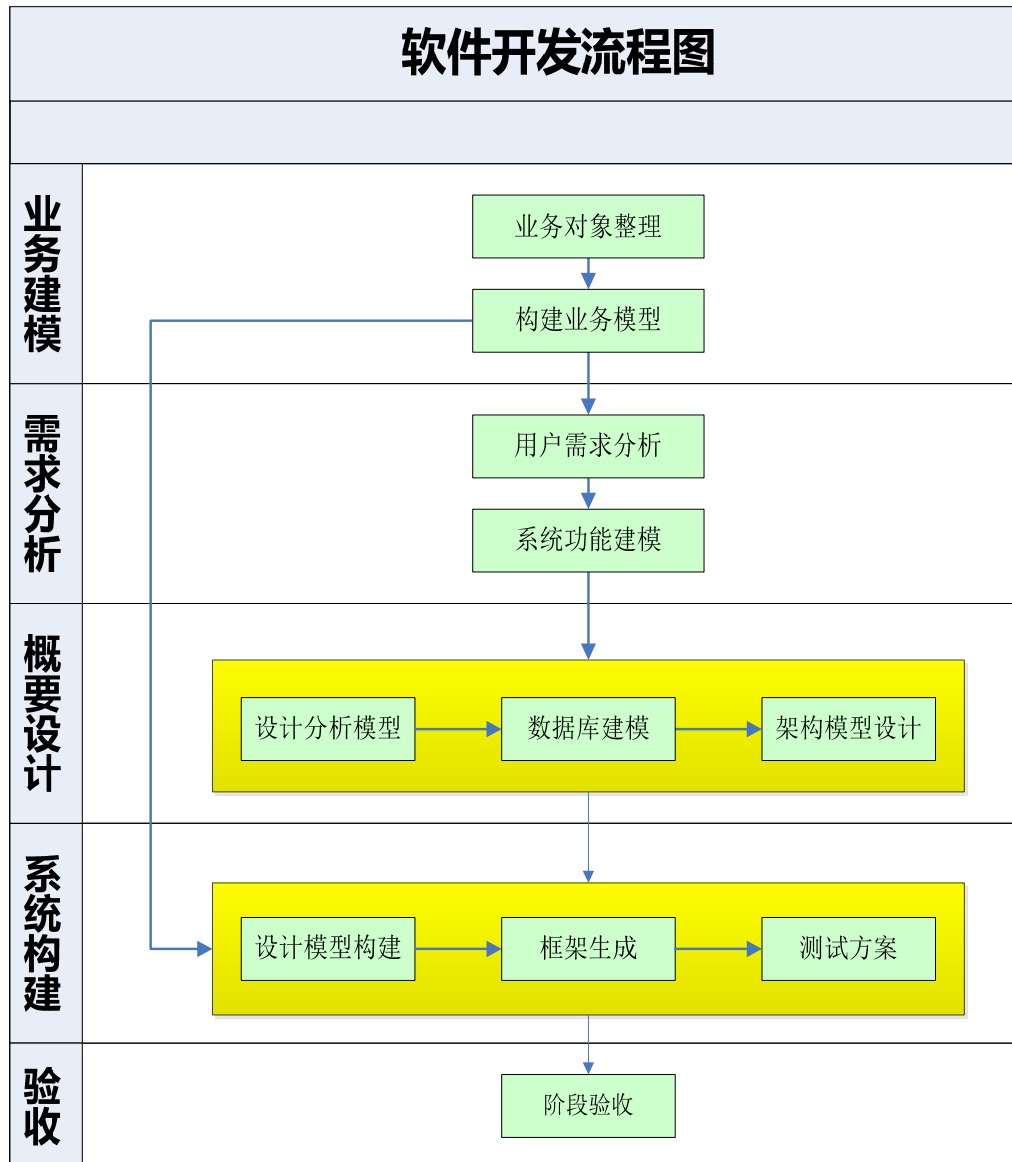 软件开发流程图
业务建模
业务对象整理
构建业务模型
需求分析
用户需求分析
系统功能建模
概要设计
设计分析模型
数据库建模
架构模型设计
系统构建
设计模型构建
框架生成
测试方案
验收
阶段验收